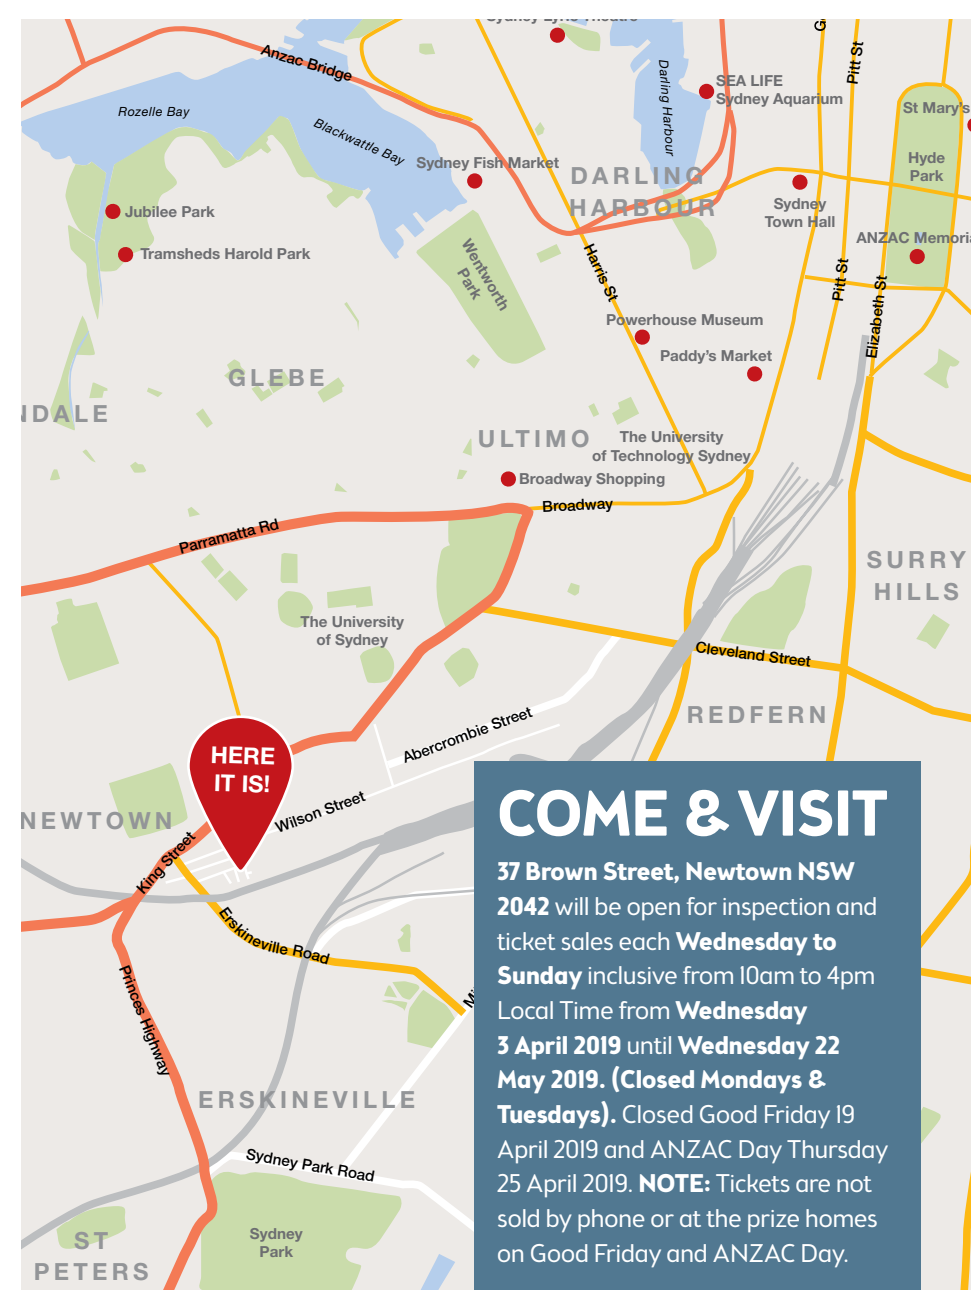 Sydney Lyric Theatre
Anzac Bridge
Rozelle Bay
Blackwattle Bay
Darling Harbour
SEA LIFE
Sydney Aquarium
Pitt St
St Mary's
Hyde
Park
Sydney Fish Market
DARLING
HARBOUR
Sydney
Town Hall
Jubilee Park
Tramsheds Harold Park
Wentworth
Park
Harris St
Pitt St
Elizabeth St
Powerhouse Museum
Paddy's Market
GLEBE
NDALE
ULTIMO
The University
of Technology Sydney
Broadway Shopping
Broadway
Parramatta Rd
SURRY
HILLS
The University
of Sydney
Cleveland Street
REDFERN
Abercrombie Street
HERE
IT IS!
Wilson Street
NEWTOWN
King Street
Erskineville Road
Princes Highway
ERSKINEVILLE
Sydney Park Road
Sydney
Park
ST
PETERS
COME & VISIT
37 Brown Street, Newtown NSW
2042 will be open for inspection and
ticket sales each Wednesday to
Sunday inclusive from 10am to 4pm
Local Time from Wednesday
3 April 2019 until Wednesday 22
May 2019. (Closed Mondays &
Tuesdays). Closed Good Friday 19
April 2019 and ANZAC Day Thursday
25 April 2019. NOTE: Tickets are not
sold by phone or at the prize homes
on Good Friday and ANZAC Day.